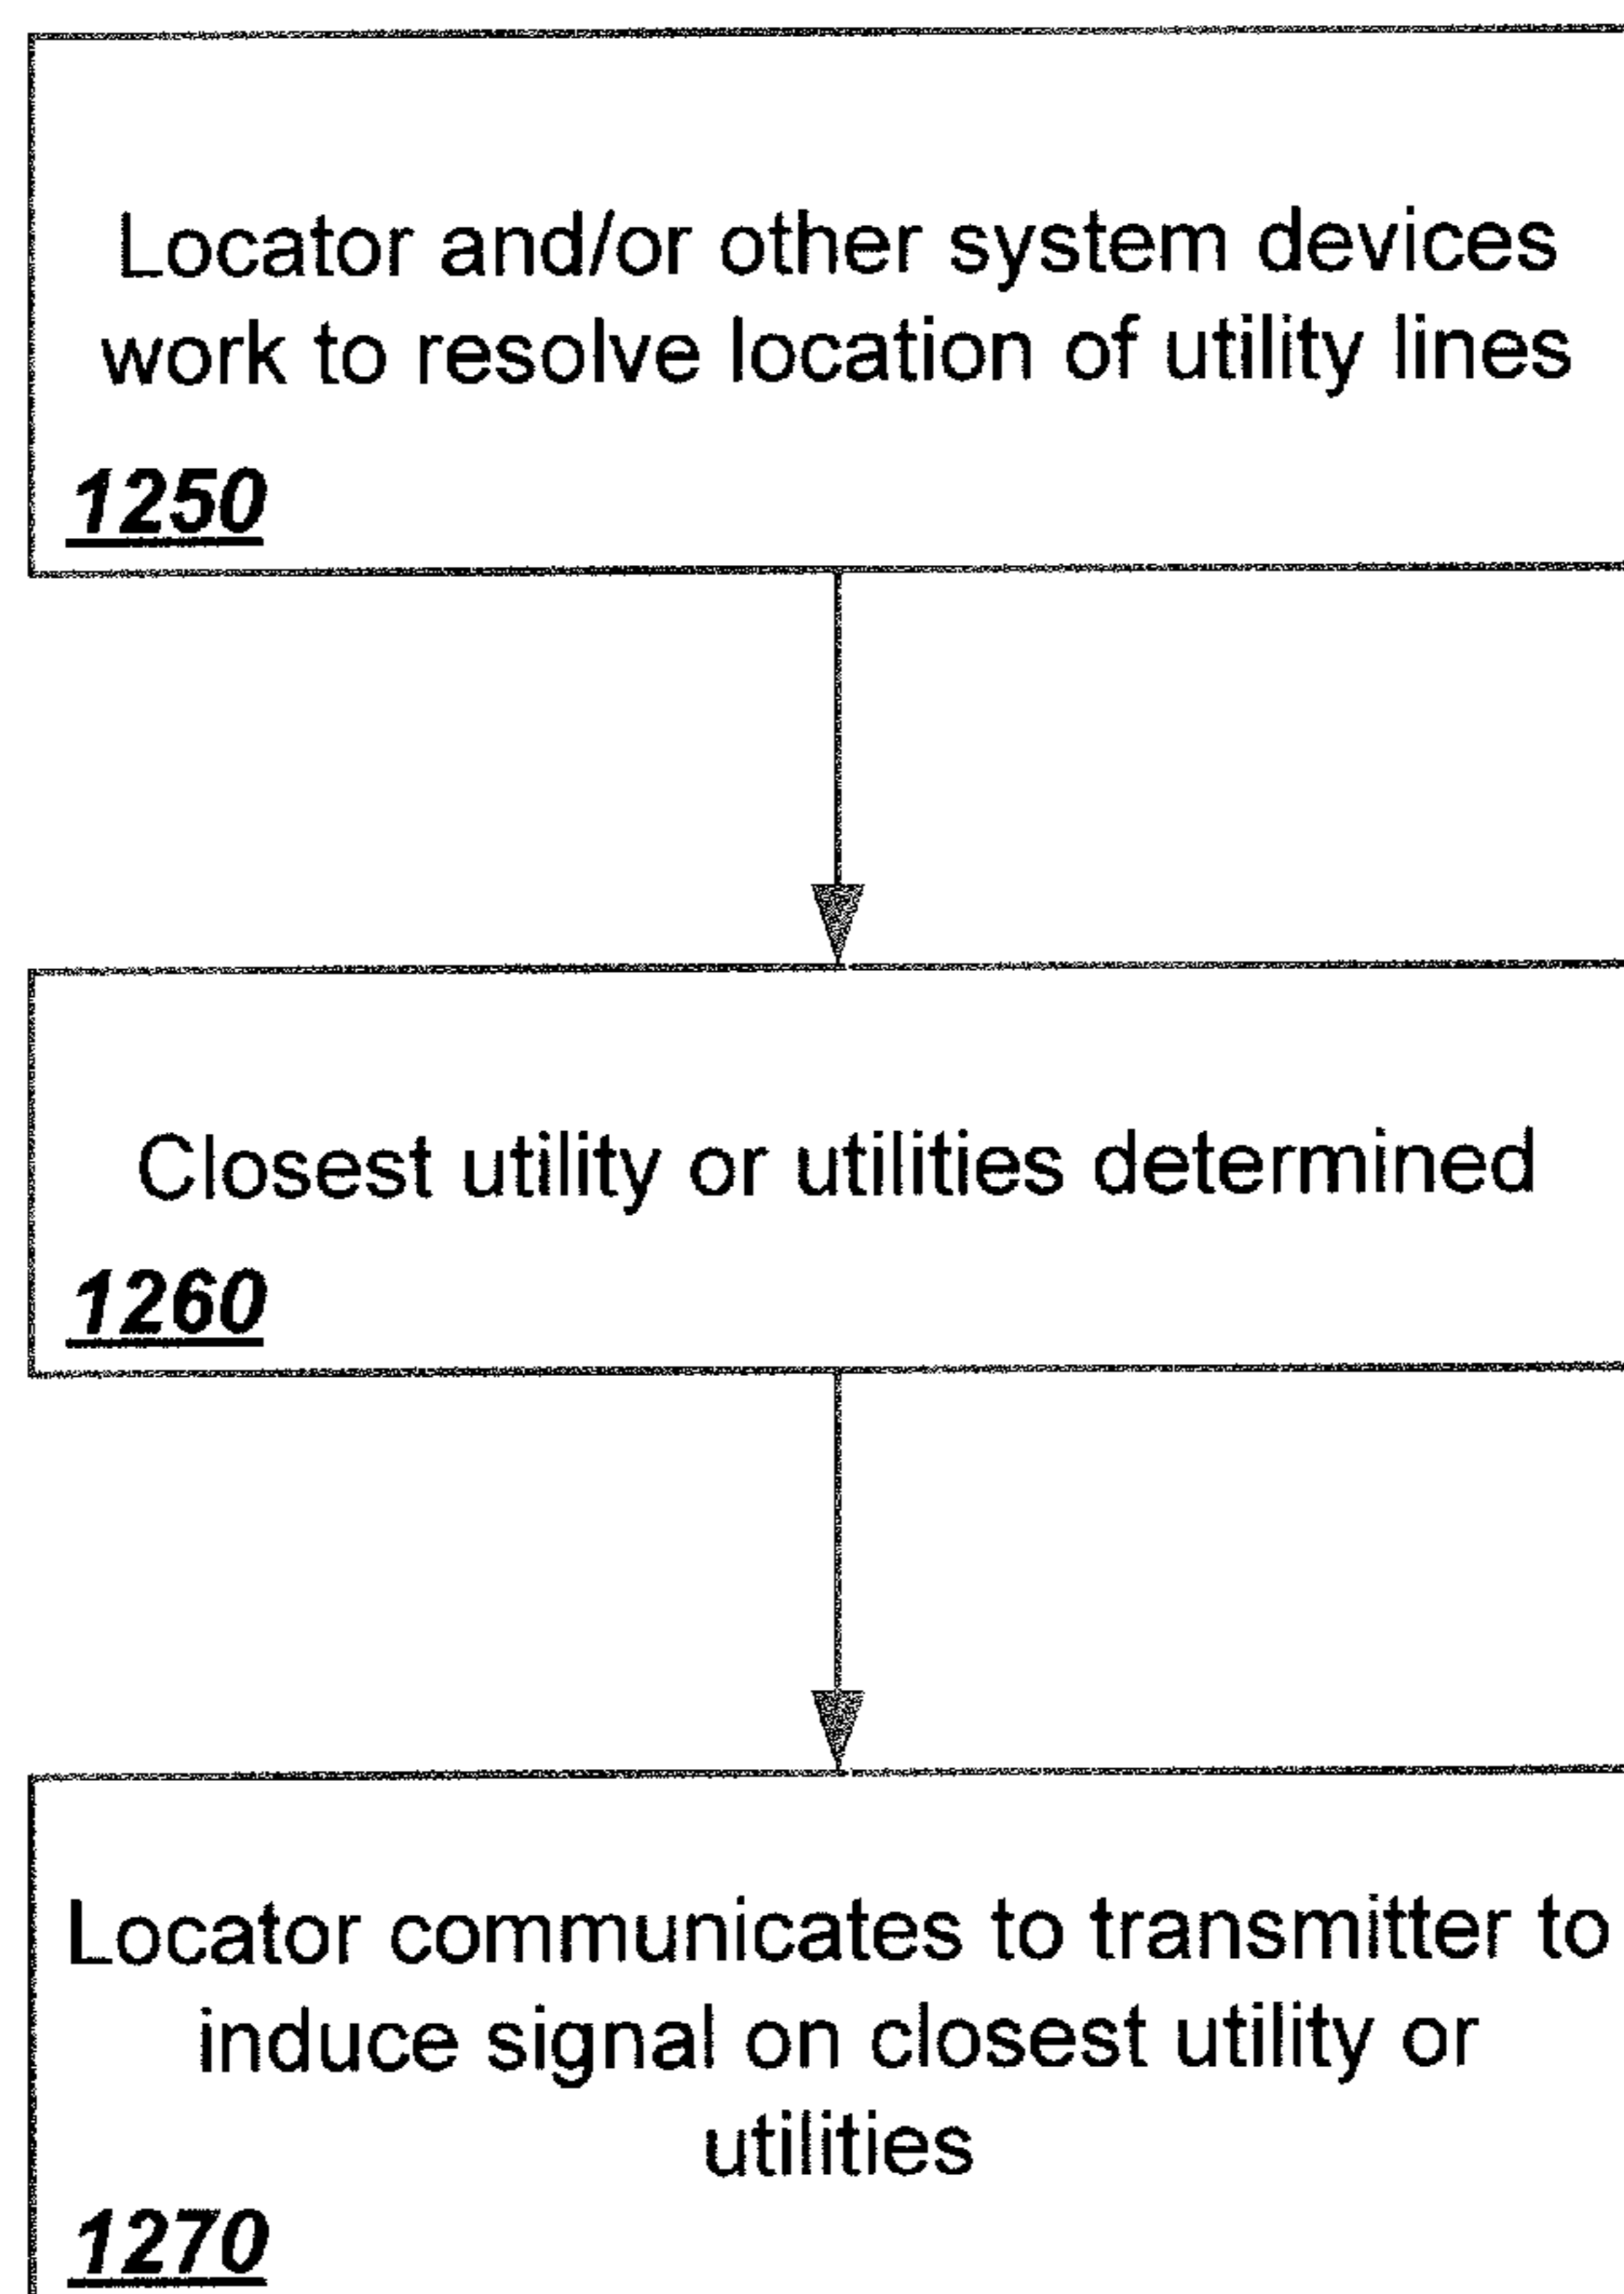 Locator and/or other system devices
work to resolve location of utility lines
1250
Closest utility or utilities determined
1260
Locator communicates to transmitter to
induce signal on closest utility or
utilities
1270